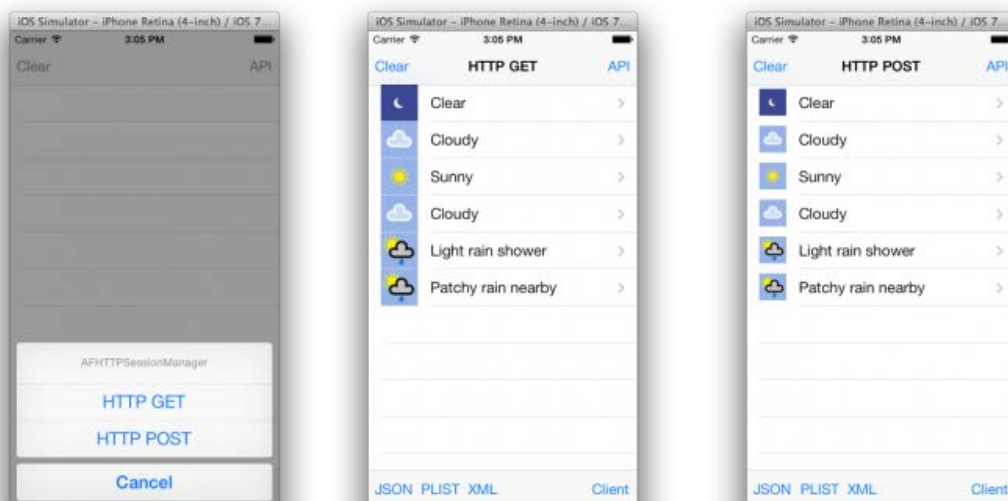 iOS Simulator – iPhone Retina (4-inch) / iOS 7...
Carrier 3:05 PM
Clear API
AFHTTPSessionManager
HTTP GET
HTTP POST
Cancel
iOS Simulator – iPhone Retina (4-inch) / iOS 7...
Carrier 3:05 PM
Clear HTTP GET API
Clear
Cloudy
Sunny
Cloudy
Light rain shower
Patchy rain nearby
JSON PLIST XML Client
iOS Simulator – iPhone Retina (4-inch) / iOS 7...
Carrier 3:05 PM
Clear HTTP POST API
Clear
Cloudy
Sunny
Cloudy
Light rain shower
Patchy rain nearby
JSON PLIST XML Client